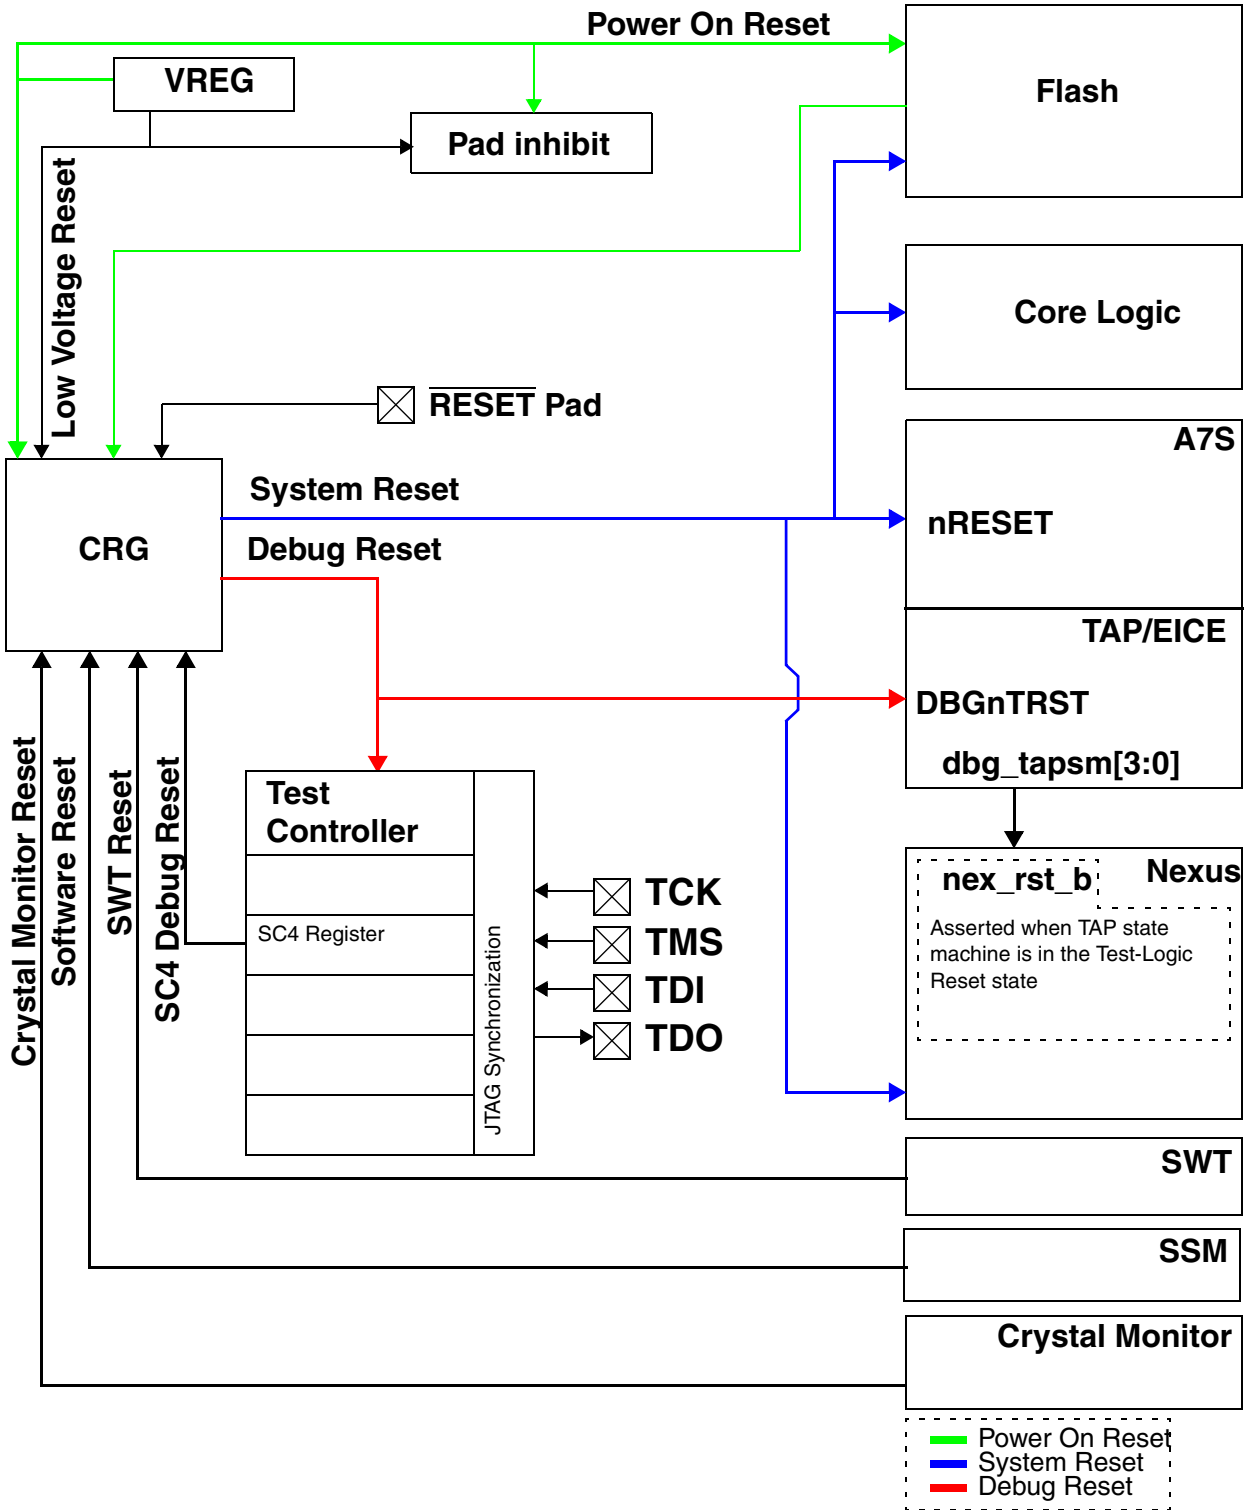 Power On Reset
VREG
Flash
Pad inhibit
Low Voltage Reset
Core Logic
RESET Pad
A7S
System Reset
nRESET
CRG
Debug Reset
TAP/EICE
DBGnTRST
dbg_tapsm[3:0]
Crystal Monitor Reset
Software Reset
SWT Reset
SC4 Debug Reset
Test
Controller
SC4 Register
JTAG Synchronization
TCK
TMS
TDI
TDO
Nexus
nex_rst_b
Asserted when TAP state
machine is in the Test-Logic
Reset state
SWT
SSM
Crystal Monitor
Power On Reset
System Reset
Debug Reset